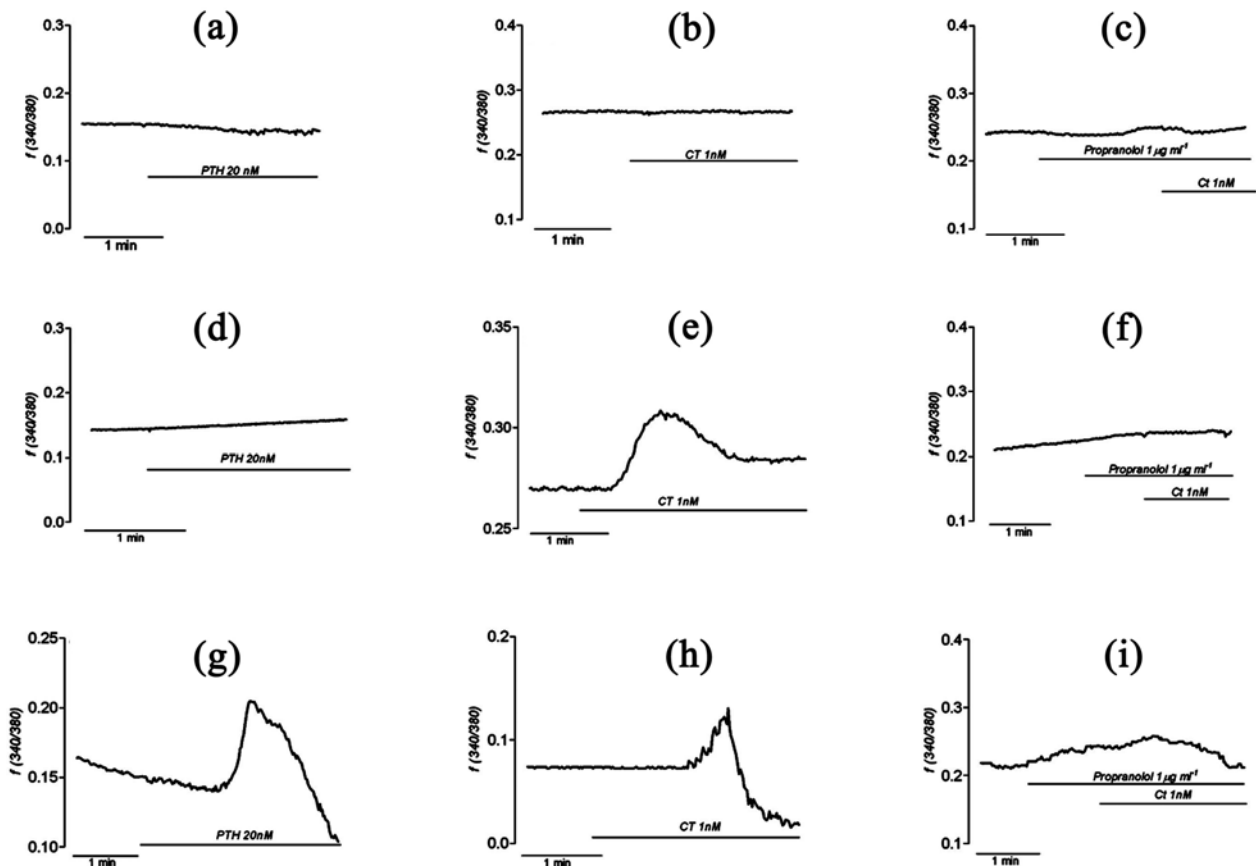 (a)
0.3
0.2
0.1
0.0
f (340/380)
PTH 20 nM
1 min
(b)
0.4
0.3
0.2
0.1
f (340/380)
CT 1nM
1 min
(c)
0.4
0.3
0.2
0.1
f (340/380)
Propranolol 1 µg ml⁻¹
Ct 1nM
1 min
(d)
0.3
0.2
0.1
0.0
f (340/380)
PTH 20nM
1 min
(e)
0.35
0.30
0.25
f (340/380)
CT 1nM
1 min
(f)
0.4
0.3
0.2
0.1
f (340/380)
Propranolol 1 µg ml⁻¹
Ct 1nM
1 min
(g)
0.25
0.20
0.15
0.10
f (340/380)
PTH 20nM
1 min
(h)
0.2
0.1
0.0
f (340/380)
CT 1nM
1 min
(i)
0.4
0.3
0.2
0.1
f (340/380)
Propranolol 1 µg ml⁻¹
Ct 1nM
1 min